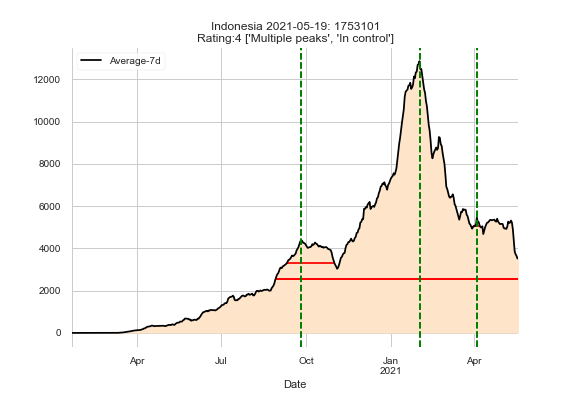 Indonesia 2021-05-19: 1753101
Rating:4 ['Multiple peaks', 'In control']
Average-7d
12000
10000
8000
6000
4000
2000
0
Apr Jul Oct Jan Apr
2021
Date